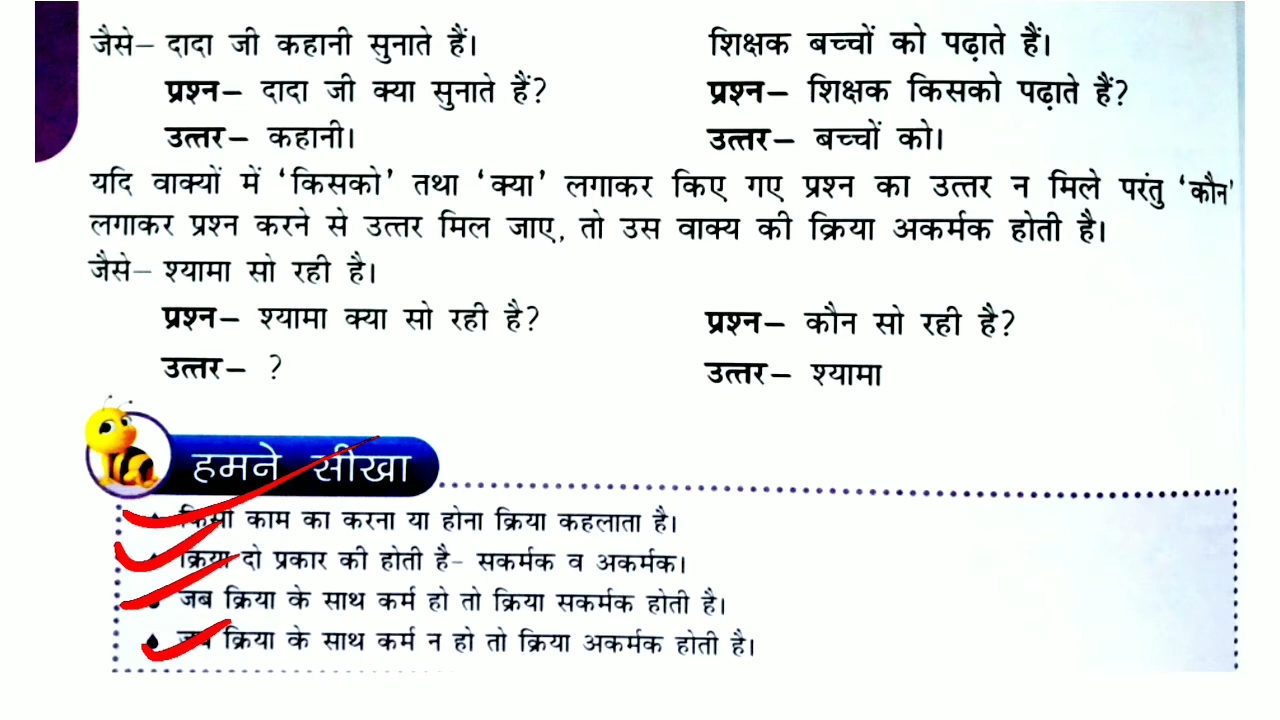 जैसे– दादा जी कहानी सुनाते हैं। शिक्षक बच्चों को पढ़ाते हैं।
प्रश्न– दादा जी क्या सुनाते हैं? प्रश्न– शिक्षक किसको पढ़ाते हैं?
उत्तर– कहानी। उत्तर– बच्चों को।
यदि वाक्यों में ‘किसको’ तथा ‘क्या’ लगाकर किए गए प्रश्न का उत्तर न मिले परंतु ‘कौन’
लगाकर प्रश्न करने से उत्तर मिल जाए, तो उस वाक्य की क्रिया अकर्मक होती है।
जैसे– श्यामा सो रही है।
प्रश्न– श्यामा क्या सो रही है? प्रश्न– कौन सो रही है?
उत्तर– ? उत्तर– श्यामा
हमने सीखा
किसी काम का करना या होना क्रिया कहलाता है।
क्रिया दो प्रकार की होती है- सकर्मक व अकर्मक।
जब क्रिया के साथ कर्म हो तो क्रिया सकर्मक होती है।
जब क्रिया के साथ कर्म न हो तो क्रिया अकर्मक होती है।